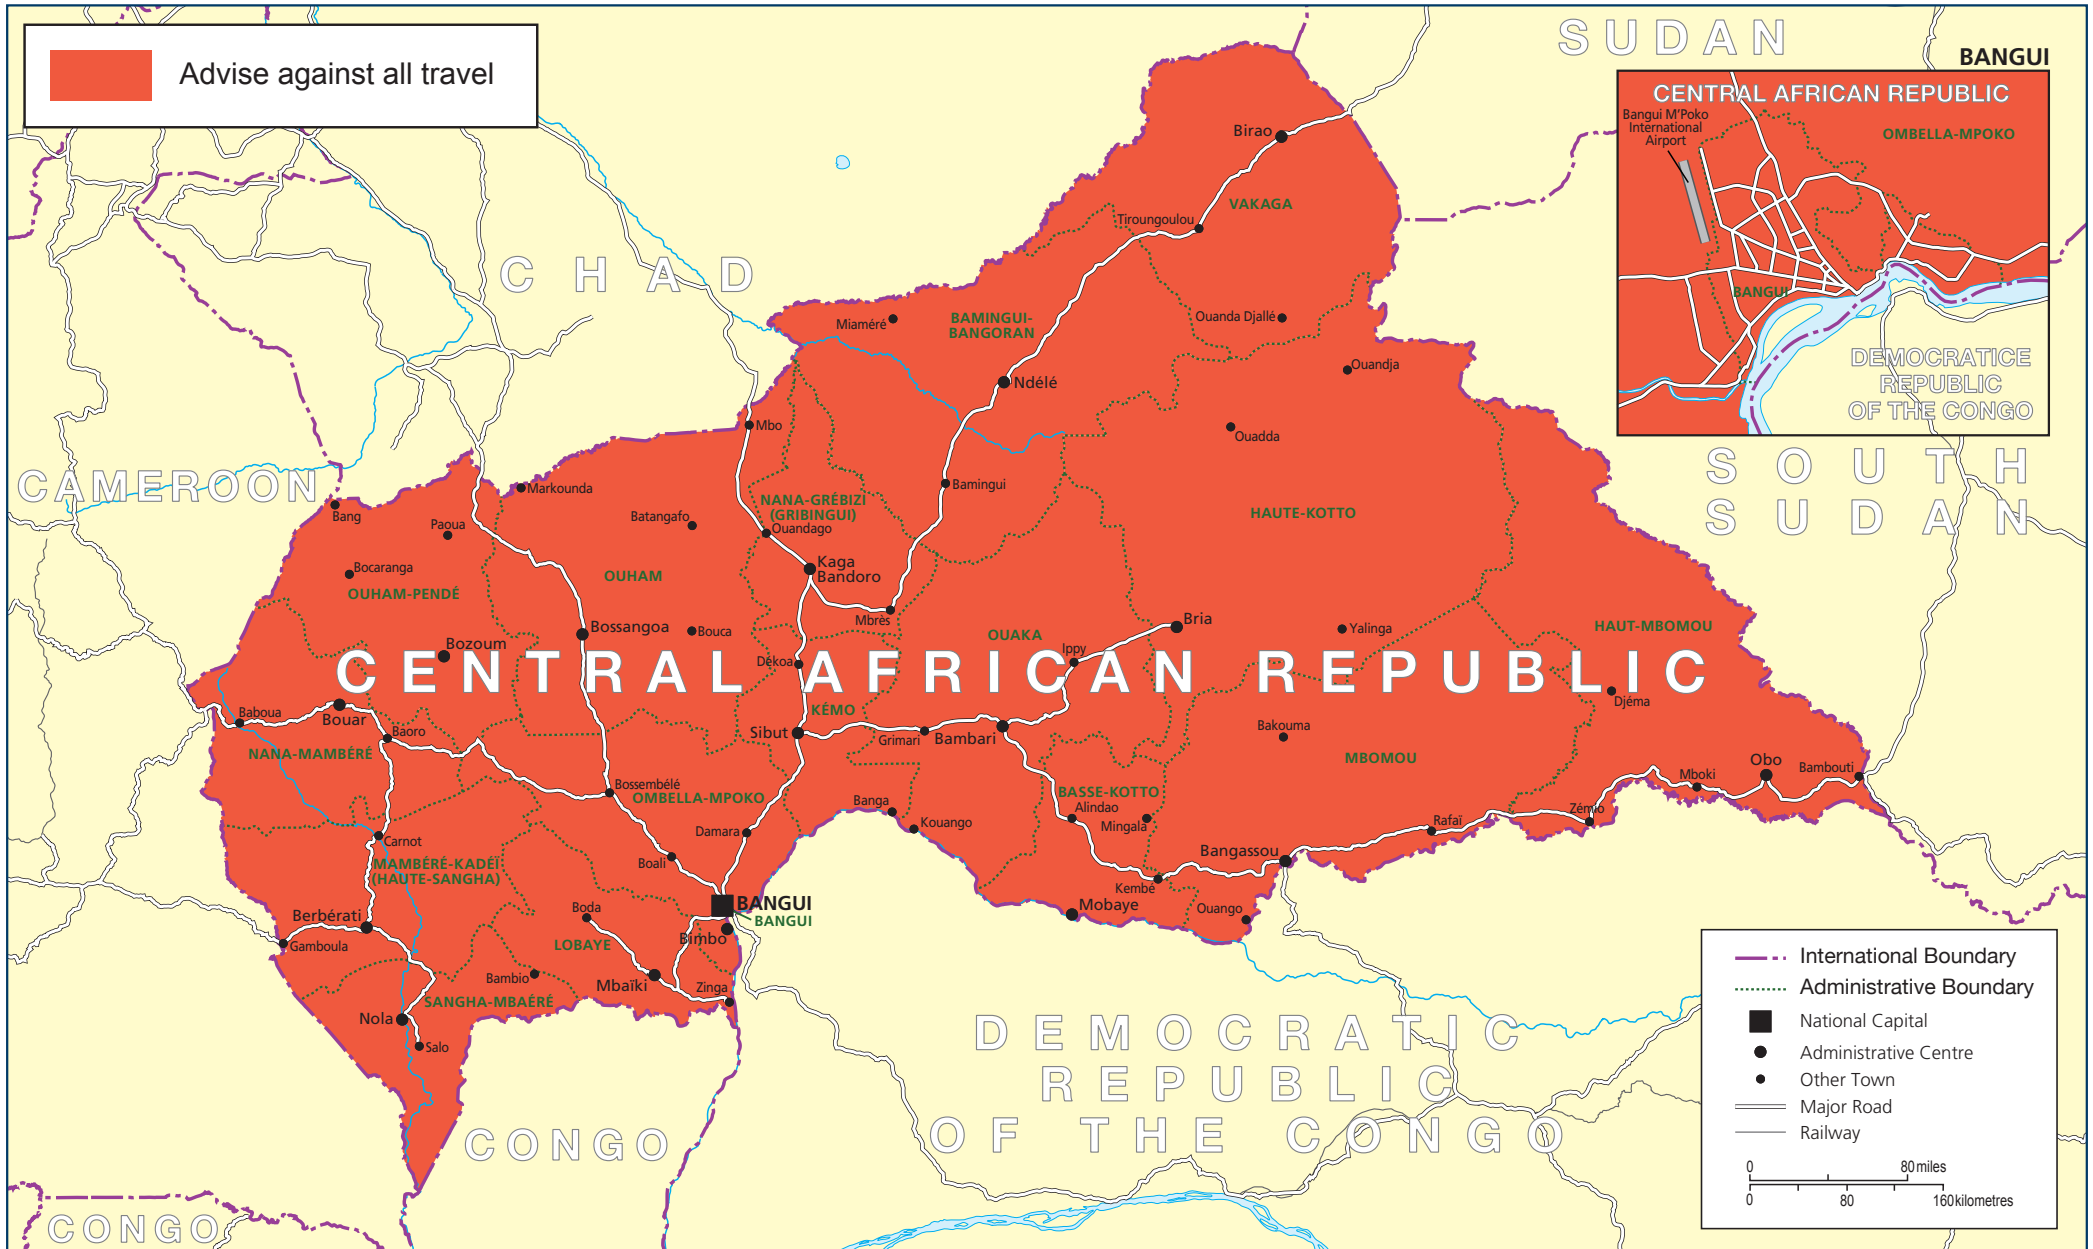 Advise against all travel
SUDAN
BANGUI
CENTRAL AFRICAN REPUBLIC
Bangui M'Poko
International
Airport
OMBELLA-MPOKO
BANGUI
DEMOCRATICE
REPUBLIC
OF THE CONGO
CHAD
CAMEROON
SOUTH
SUDAN
Birao
VAKAGA
Tiroungoulou
Miaméré
BAMINGUI-
BANGORAN
Ouanda Djallé
Ouandja
Ndélé
Mbo
Ouadda
Markounda
Bang
Paoua
Batangafo
NANA-GRÉBIZI
(GRIBINGUI)
Ouandago
Bamingui
HAUTE-KOTTO
Bocaranga
OUHAM-PENDÉ
OUHAM
Kaga
Bandoro
Mbrès
Bossangoa
Bouca
OUAKA
Bria
Yalinga
HAUT-MBOMOU
Bozoum
Ippy
Dékoa
CENTRAL AFRICAN REPUBLIC
Djéma
Baboua
Bouar
Baoro
KÉMO
Sibut
Grimari
Bambari
Bakouma
NANA-MAMBÉRÉ
MBOMOU
Obo
Mboki
Bambouti
Bossembélé
OMBELLA-MPOKO
BASSE-KOTTO
Banga
Alindao
Mingala
Kouango
Zémio
Rafaï
Damara
Carnot
Boali
MAMBÉRÉ-KADÉÏ
(HAUTE-SANGHA)
Bangassou
Kembé
BANGUI
BANGUI
Berbérati
Boda
Mobaye
Ouango
Gamboula
LOBAYE
Bimbo
Bambio
Mbaïki
Zinga
SANGHA-MBAÉRÉ
Nola
Salo
DEMOCRATIC
REPUBLIC
OF THE CONGO
CONGO
CONGO
International Boundary
Administrative Boundary
National Capital
Administrative Centre
Other Town
Major Road
Railway
0 80 miles
0 80 160 kilometres